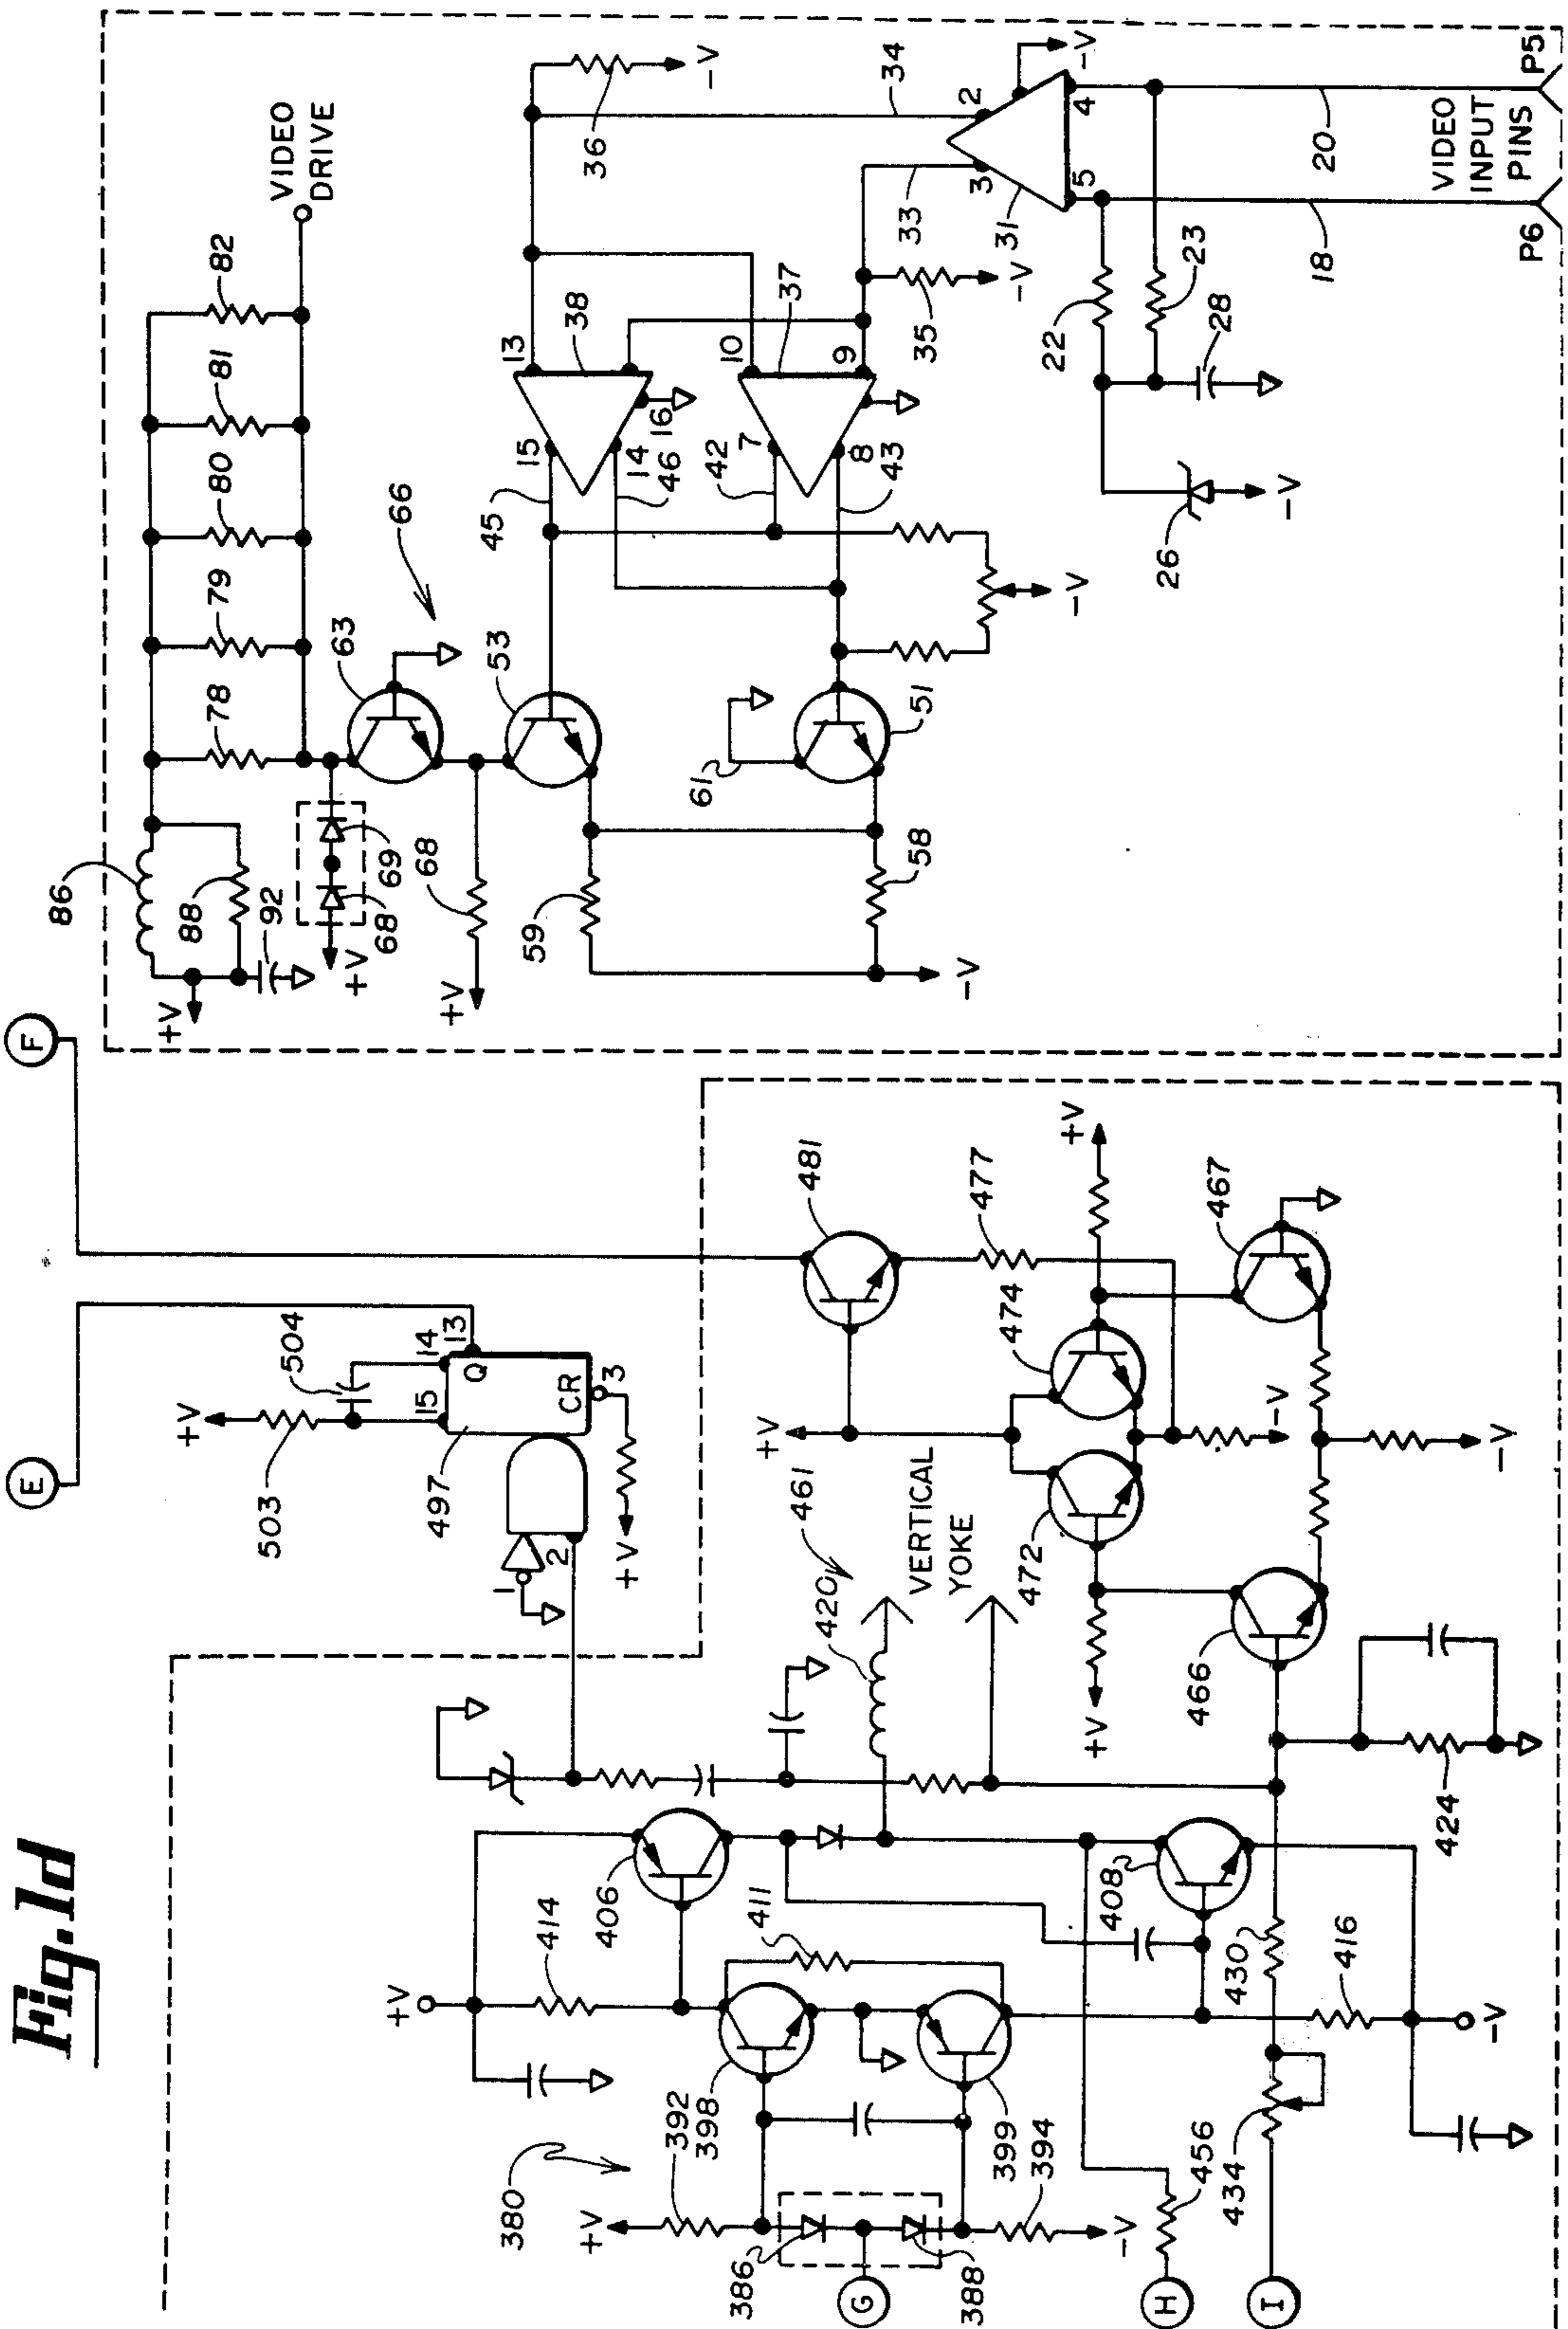 Fig. 1d
E
F
G
H
I
86
88
92
+V
78
79
80
81
82
VIDEO
DRIVE
+V
68
69
63
66
+V
68
53
59
58
-V
61
51
45
15
14
46
16
13
38
42
7
8
43
10
9
37
-V
36
-V
34
33
35
-V
2
3
-V
31
4
5
22
23
28
26
-V
18
20
VIDEO
INPUT
PINS
P6
P5
503
504
+V
15
14
13
Q
CR
3
497
1
2
+V
481
477
474
472
+V
+V
+V
-V
467
466
-V
461
420
VERTICAL
YOKE
424
+V
414
406
411
408
430
416
-V
380
392
398
399
394
+V
386
388
-V
456
434